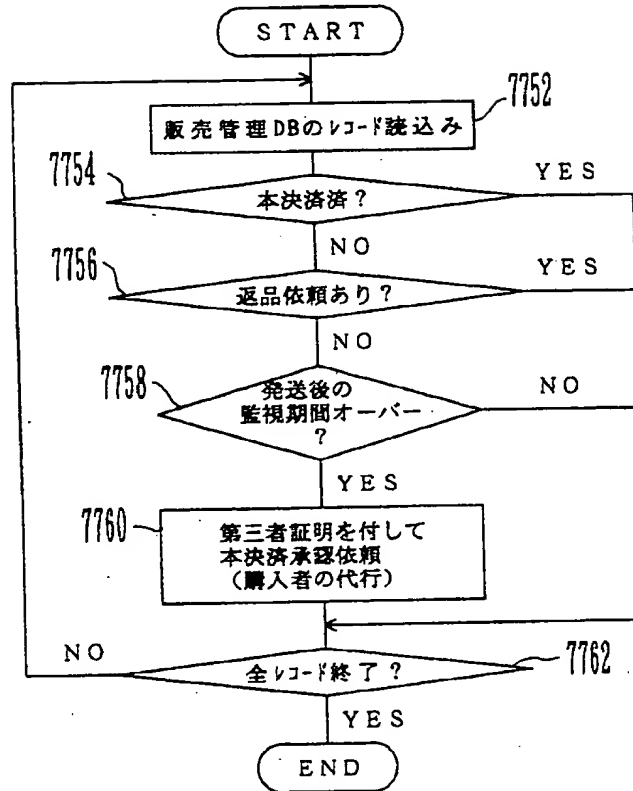 START
7752
販売管理DBのレコード読込み
7754
本決済済?
YES
NO
7756
返品依頼あり?
YES
NO
7758
発送後の
監視期間オーバー
?
NO
YES
7760
第三者証明を付して
本決済承認依頼
(購入者の代行)
NO
全レコード終了?
7762
YES
END